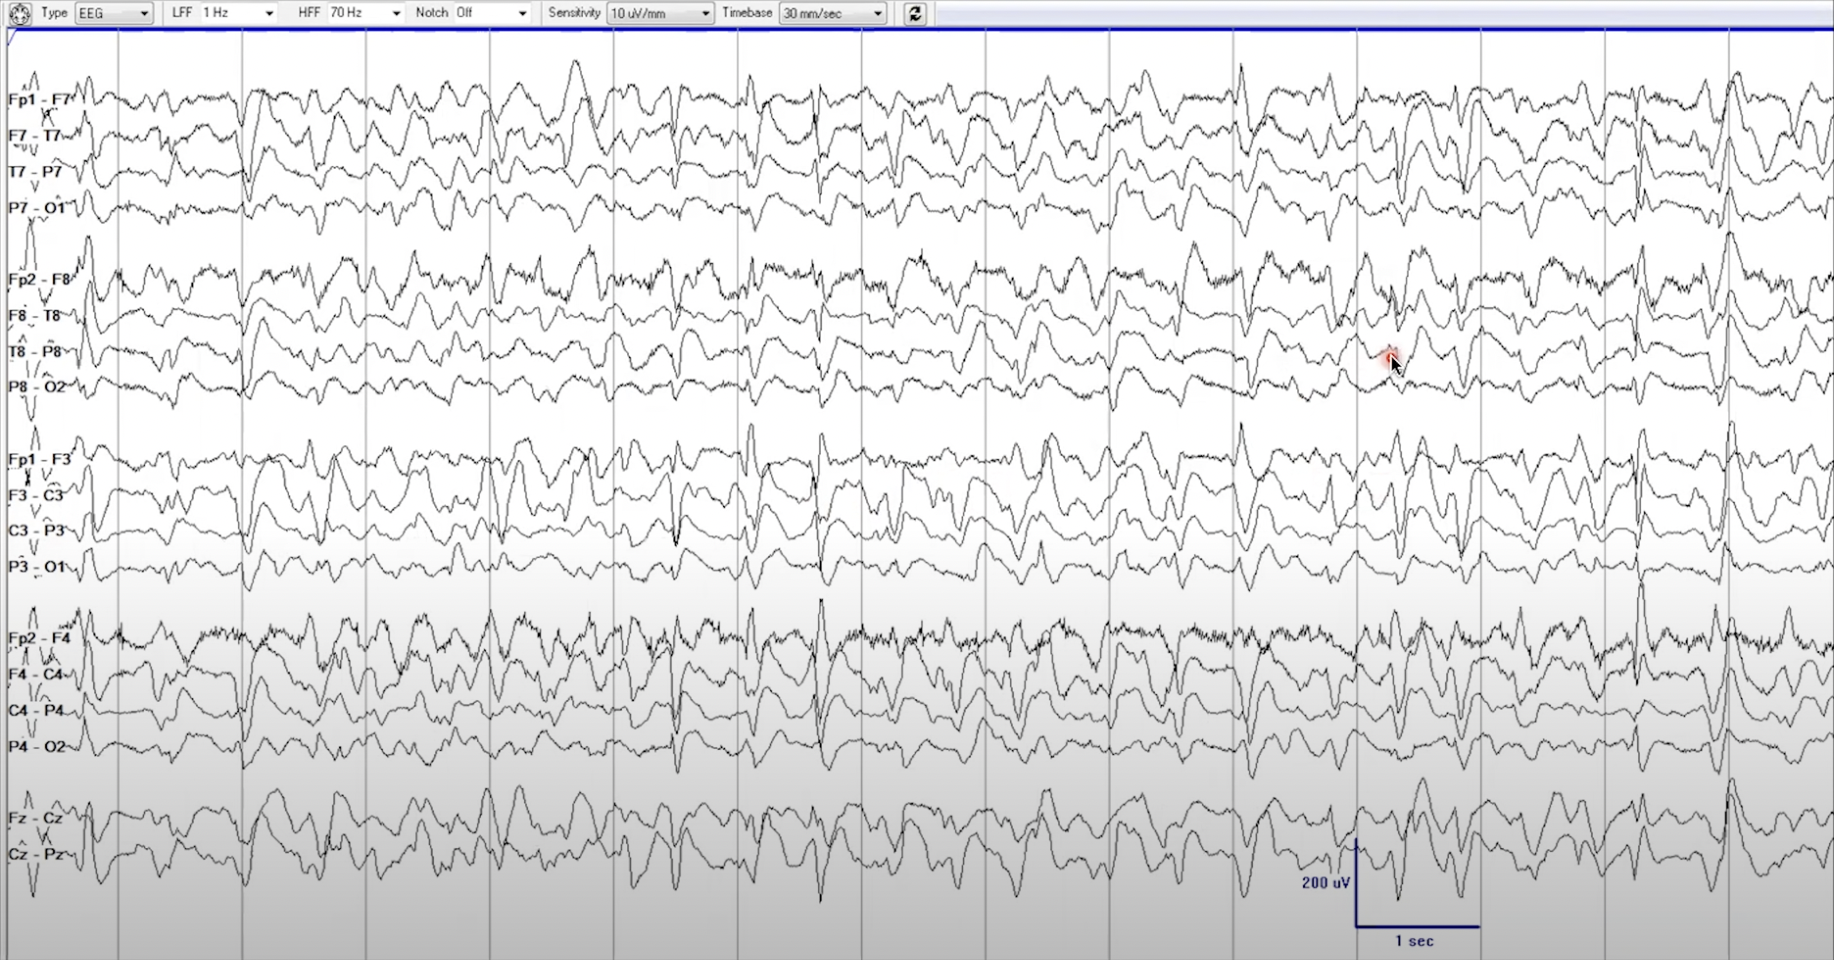 Type EEG LFF 1 Hz HFF 70 Hz Notch Off Sensitivity 10 uV/mm Timebase 30 mm/sec
Fp1 - F7
F7 - T7
T7 - P7
P7 - O1
Fp2 - F8
F8 - T8
T8 - P8
P8 - O2
Fp1 - F3
F3 - C3
C3 - P3
P3 - O1
Fp2 - F4
F4 - C4
C4 - P4
P4 - O2
Fz - Cz
Cz - Pz
200 uV
1 sec